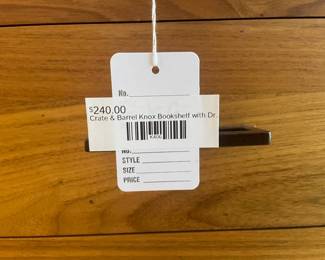 No.
$240.00
Crate & Barrel Knox Bookshelf with Dr
No.
STYLE
SIZE
PRICE